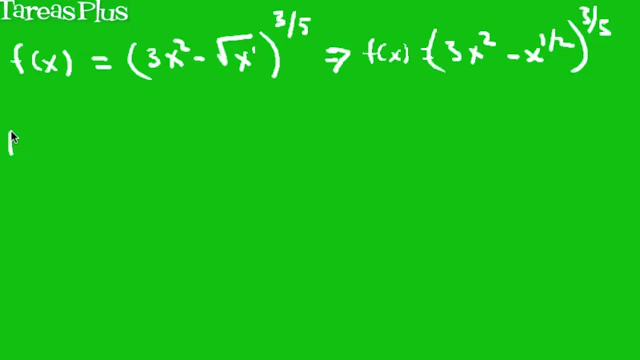 TareasPlus
f(x) = (3x² - √x)^3/5 ⇒ f(x) = (3x² - x^1/2)^3/5